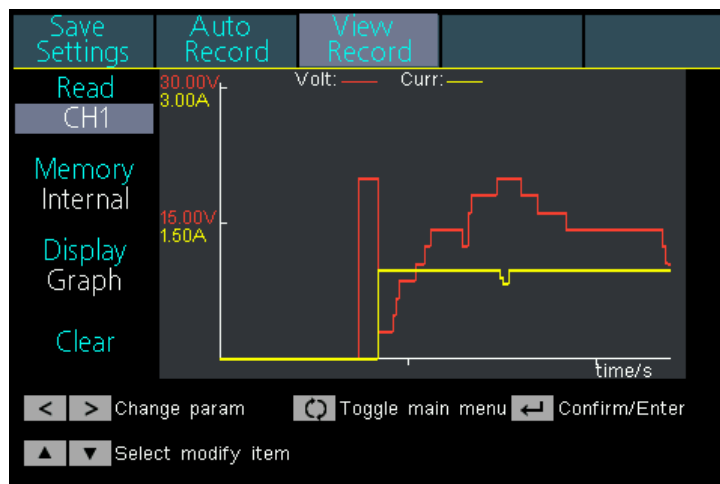 Save Auto View
Settings Record Record
Read
CH1
30.00V
3.00A
Volt: Curr:
Memory
Internal
15.00V
1.50A
Display
Graph
Clear
time/s
< > Change param Toggle main menu Confirm/Enter
▲ ▼ Select modify item